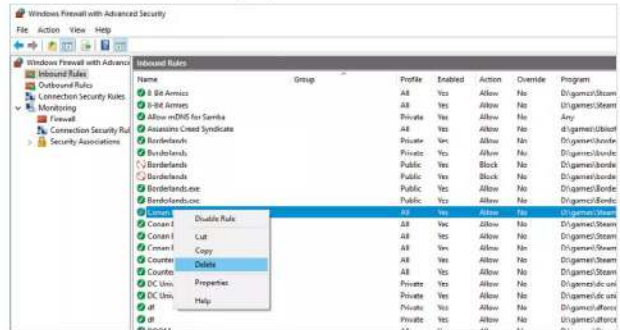 Windows Firewall with Advanced Security
File Action View Help
Windows Firewall with Advanc
Inbound Rules
Outbound Rules
Connection Security Rules
Monitoring
Firewall
Connection Security Rul
Security Associations
Inbound Rules
Name Group Profile Enabled Action Override Program
8 Bit Armies All Yes Allow No D:\games\Steam
8-Bit Armies All Yes Allow No D:\games\Steam
Allow mDNS for Samba Private Yes Allow No Any
Assassins Creed Syndicate All Yes Allow No d:\games\Ubisof
Borderlands Private Yes Allow No D:\games\borde
Borderlands Private Yes Allow No D:\games\borde
Borderlands Public Yes Block No D:\games\borde
Borderlands Public Yes Block No D:\games\borde
Borderlands.exe Public Yes Allow No D:\games\Borde
Borderlands.exe Public Yes Allow No D:\games\Borde
Conan All Yes Allow No D:\games\Steam
Conan All Yes Allow No D:\games\Steam
Conan All Yes Allow No D:\games\Steam
Conan All Yes Allow No D:\games\Steam
Counte All Yes Allow No D:\games\Steam
Counte All Yes Allow No D:\games\Steam
DC Univ Private Yes Allow No D:\games\dc uni
DC Univ Private Yes Allow No D:\games\dc uni
df Private Yes Allow No D:\games\dforce
df Private Yes Allow No D:\games\dforce
Disable Rule
Cut
Copy
Delete
Properties
Help